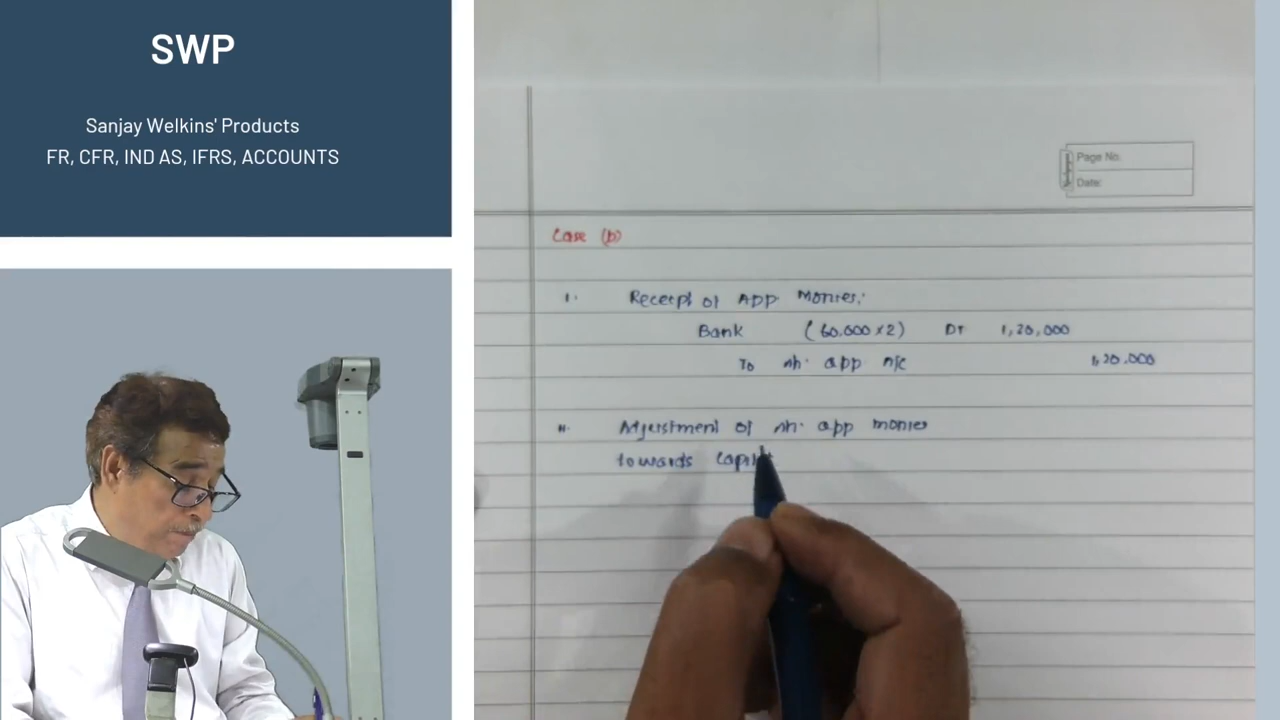 SWP
Sanjay Welkins' Products
FR, CFR, IND AS, IFRS, ACCOUNTS
Page No.
Date:
Case (b)
I. Receipt of App. Monies:
Bank (60,000 x 2) Dr 1,20,000
To sh. app A/c 1,20,000
II. Adjustment of sh. app monies
towards